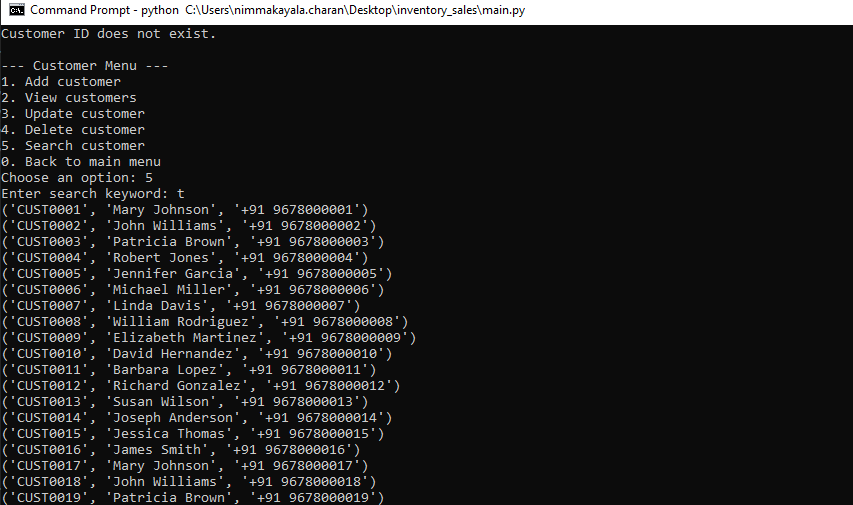 Command Prompt - python C:\Users\nimmakayala.charan\Desktop\inventory_sales\main.py
Customer ID does not exist.
--- Customer Menu ---
1. Add customer
2. View customers
3. Update customer
4. Delete customer
5. Search customer
0. Back to main menu
Choose an option: 5
Enter search keyword: t
('CUST0001', 'Mary Johnson', '+91 9678000001')
('CUST0002', 'John Williams', '+91 9678000002')
('CUST0003', 'Patricia Brown', '+91 9678000003')
('CUST0004', 'Robert Jones', '+91 9678000004')
('CUST0005', 'Jennifer Garcia', '+91 9678000005')
('CUST0006', 'Michael Miller', '+91 9678000006')
('CUST0007', 'Linda Davis', '+91 9678000007')
('CUST0008', 'William Rodriguez', '+91 9678000008')
('CUST0009', 'Elizabeth Martinez', '+91 9678000009')
('CUST0010', 'David Hernandez', '+91 9678000010')
('CUST0011', 'Barbara Lopez', '+91 9678000011')
('CUST0012', 'Richard Gonzalez', '+91 9678000012')
('CUST0013', 'Susan Wilson', '+91 9678000013')
('CUST0014', 'Joseph Anderson', '+91 9678000014')
('CUST0015', 'Jessica Thomas', '+91 9678000015')
('CUST0016', 'James Smith', '+91 9678000016')
('CUST0017', 'Mary Johnson', '+91 9678000017')
('CUST0018', 'John Williams', '+91 9678000018')
('CUST0019', 'Patricia Brown', '+91 9678000019')